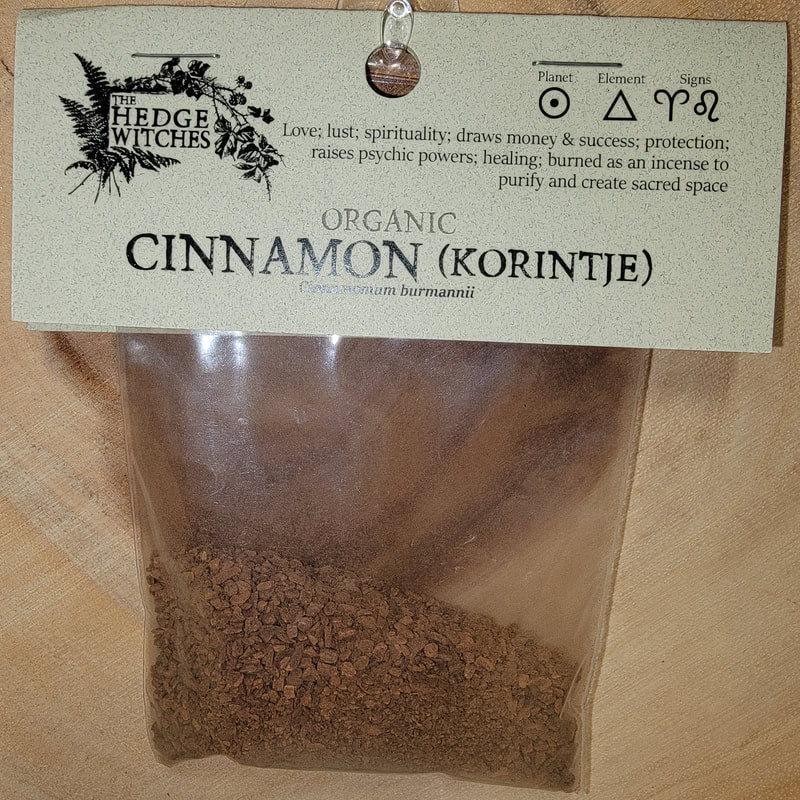 THE
HEDGE
WITCHES
Planet Element Signs
☉ △ ♈ ♌
Love; lust; spirituality; draws money & success; protection;
raises psychic powers; healing; burned as an incense to
purify and create sacred space
ORGANIC
CINNAMON (KORINTJE)
Cinnamomum burmannii